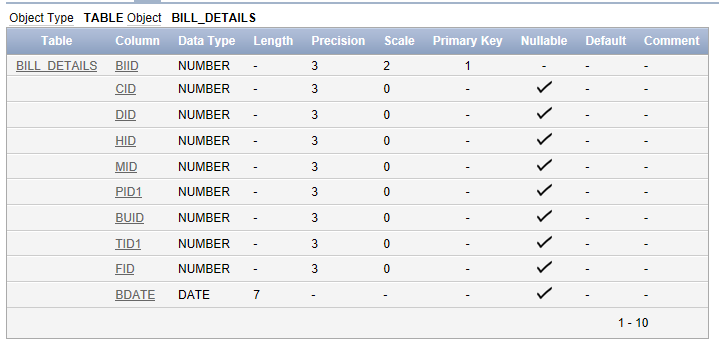 Object Type TABLE Object BILL_DETAILS
Table Column Data Type Length Precision Scale Primary Key Nullable Default Comment
BILL_DETAILS BIID NUMBER - 3 2 1 - - -
CID NUMBER - 3 0 - ✓ - -
DID NUMBER - 3 0 - ✓ - -
HID NUMBER - 3 0 - ✓ - -
MID NUMBER - 3 0 - ✓ - -
PID1 NUMBER - 3 0 - ✓ - -
BUID NUMBER - 3 0 - ✓ - -
TID1 NUMBER - 3 0 - ✓ - -
FID NUMBER - 3 0 - ✓ - -
BDATE DATE 7 - - - ✓ - -
1 - 10